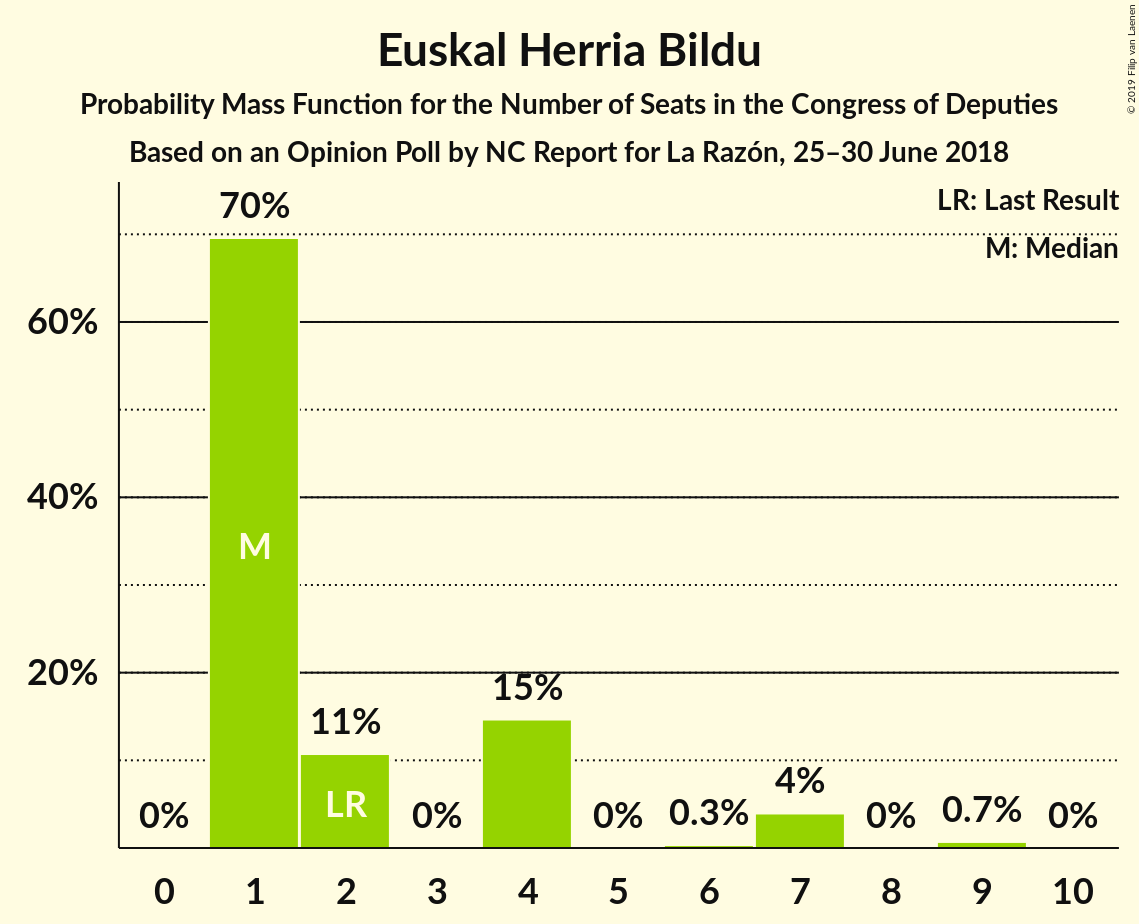 Euskal Herria Bildu
Probability Mass Function for the Number of Seats in the Congress of Deputies
Based on an Opinion Poll by NC Report for La Razón, 25–30 June 2018
© 2019 Filip van Laenen
LR: Last Result
M: Median
60%
40%
20%
0%
70%
11%
0%
15%
0%
0.3%
4%
0%
0.7%
0%
M
LR
0 1 2 3 4 5 6 7 8 9 10